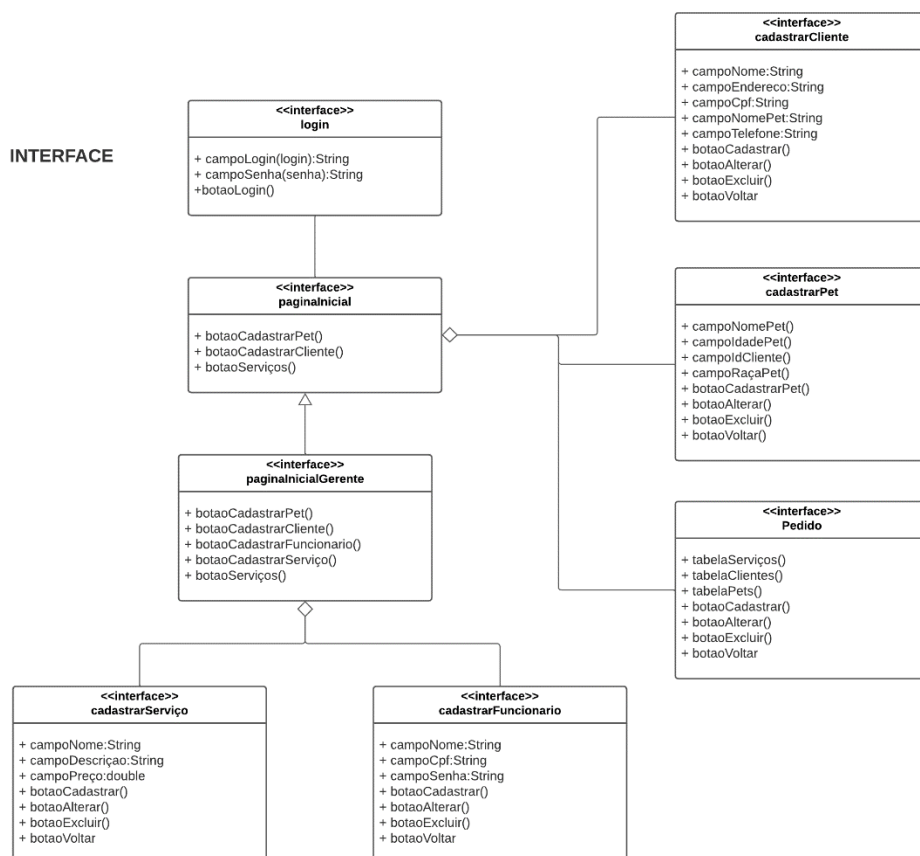 INTERFACE
<<interface>>
login
+ campoLogin(login):String
+ campoSenha(senha):String
+botaoLogin()
<<interface>>
paginaInicial
+ botaoCadastrarPet()
+ botaoCadastrarCliente()
+ botaoServiços()
<<interface>>
paginaInicialGerente
+ botaoCadastrarPet()
+ botaoCadastrarCliente()
+ botaoCadastrarFuncionario()
+ botaoCadastrarServiço()
+ botaoServiços()
<<interface>>
cadastrarServiço
+ campoNome:String
+ campoDescriçao:String
+ campoPreço:double
+ botaoCadastrar()
+ botaoAlterar()
+ botaoExcluir()
+ botaoVoltar
<<interface>>
cadastrarFuncionario
+ campoNome:String
+ campoCpf:String
+ campoSenha:String
+ botaoCadastrar()
+ botaoAlterar()
+ botaoExcluir()
+ botaoVoltar
<<interface>>
cadastrarCliente
+ campoNome:String
+ campoEndereco:String
+ campoCpf:String
+ campoNomePet:String
+ campoTelefone:String
+ botaoCadastrar()
+ botaoAlterar()
+ botaoExcluir()
+ botaoVoltar
<<interface>>
cadastrarPet
+ campoNomePet()
+ campoIdadePet()
+ campoIdCliente()
+ campoRaçaPet()
+ botaoCadastrarPet()
+ botaoAlterar()
+ botaoExcluir()
+ botaoVoltar()
<<interface>>
Pedido
+ tabelaServiços()
+ tabelaClientes()
+ tabelaPets()
+ botaoCadastrar()
+ botaoAlterar()
+ botaoExcluir()
+ botaoVoltar